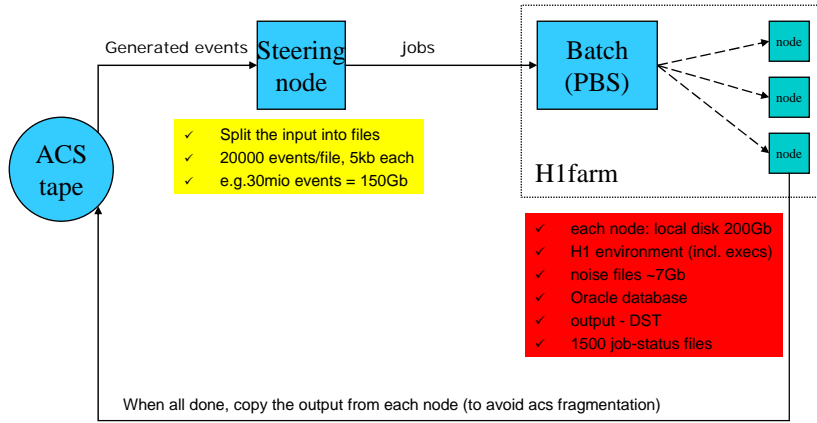 Generated events
Steering
node
jobs
Batch
(PBS)
node
node
node
H1farm
ACS
tape
✓ Split the input into files
✓ 20000 events/file, 5kb each
✓ e.g.30mio events = 150Gb
✓ each node: local disk 200Gb
✓ H1 environment (incl. execs)
✓ noise files ~7Gb
✓ Oracle database
✓ output - DST
✓ 1500 job-status files
When all done, copy the output from each node (to avoid acs fragmentation)